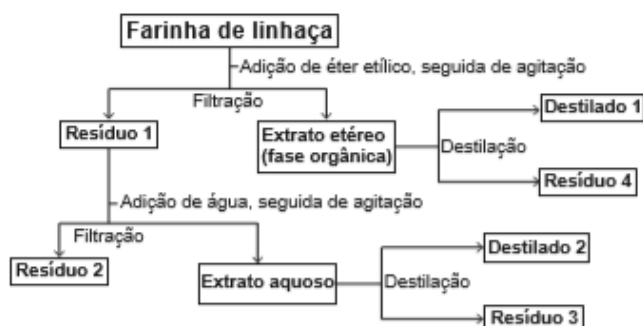 Farinha de linhaça
Adição de éter etílico, seguida de agitação
Filtração
Resíduo 1
Extrato etéreo
(fase orgânica)
Destilação
Destilado 1
Resíduo 4
Adição de água, seguida de agitação
Filtração
Resíduo 2
Extrato aquoso
Destilação
Destilado 2
Resíduo 3